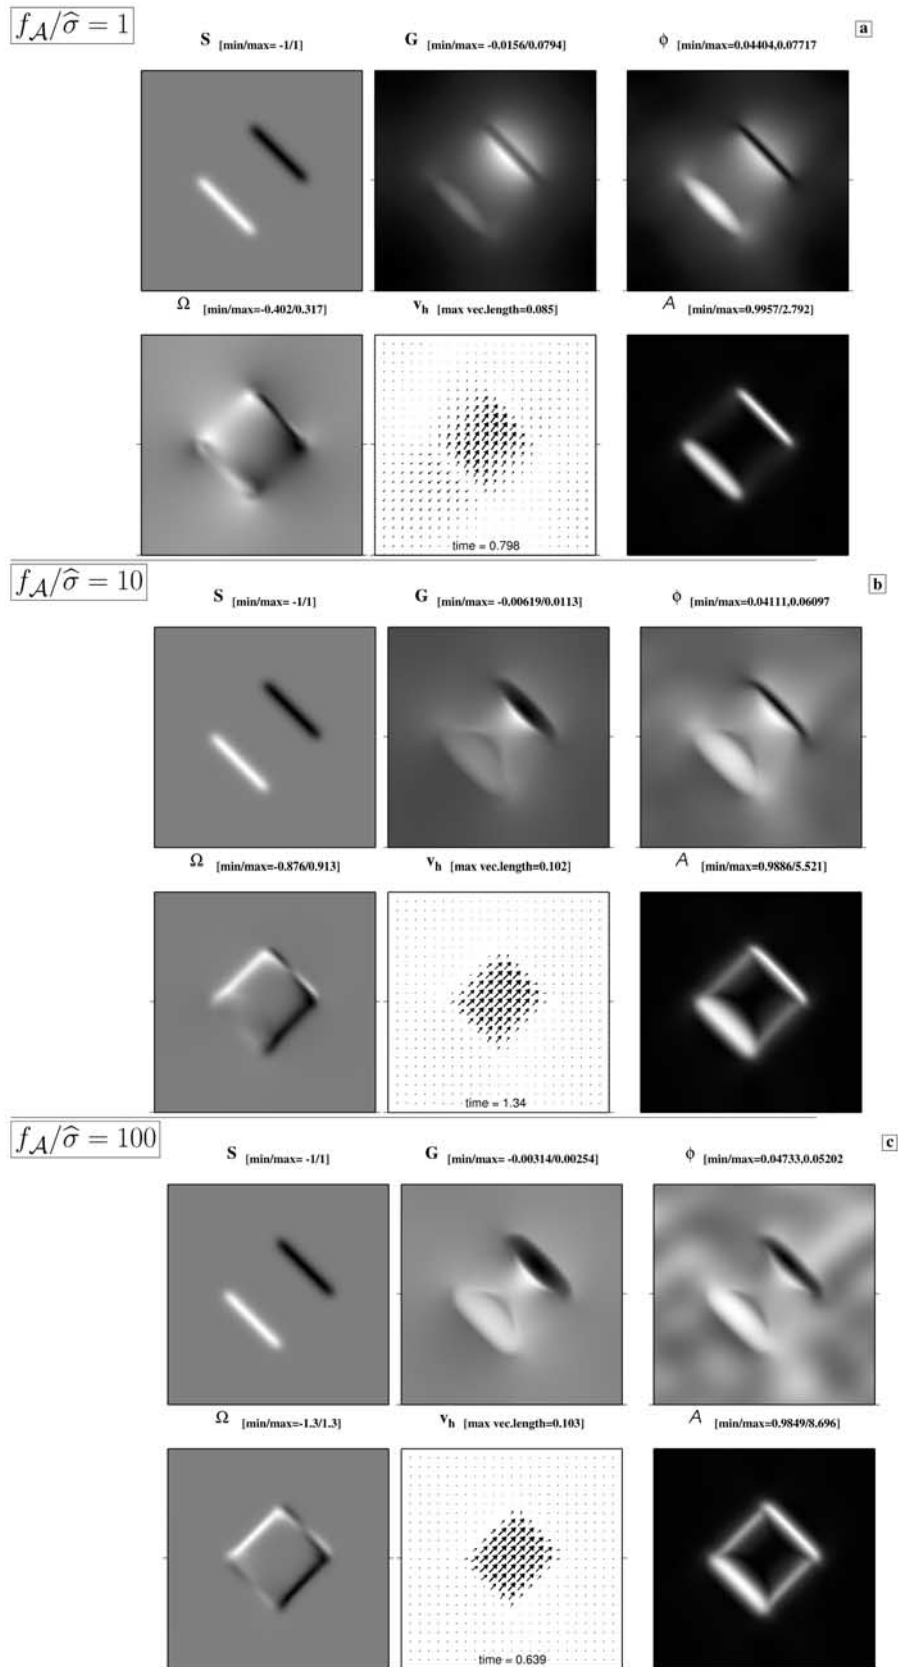 f_A/σ̂ = 1
a
S [min/max= -1/1] G [min/max= -0.0156/0.0794] ϕ [min/max=0.04404,0.07717
Ω [min/max=-0.402/0.317] v_h [max vec.length=0.085] A [min/max=0.9957/2.792]
time = 0.798
f_A/σ̂ = 10
b
S [min/max= -1/1] G [min/max= -0.00619/0.0113] ϕ [min/max=0.04111,0.06097
Ω [min/max=-0.876/0.913] v_h [max vec.length=0.102] A [min/max=0.9886/5.521]
time = 1.34
f_A/σ̂ = 100
c
S [min/max= -1/1] G [min/max= -0.00314/0.00254] ϕ [min/max=0.04733,0.05202
Ω [min/max=-1.3/1.3] v_h [max vec.length=0.103] A [min/max=0.9849/8.696]
time = 0.639